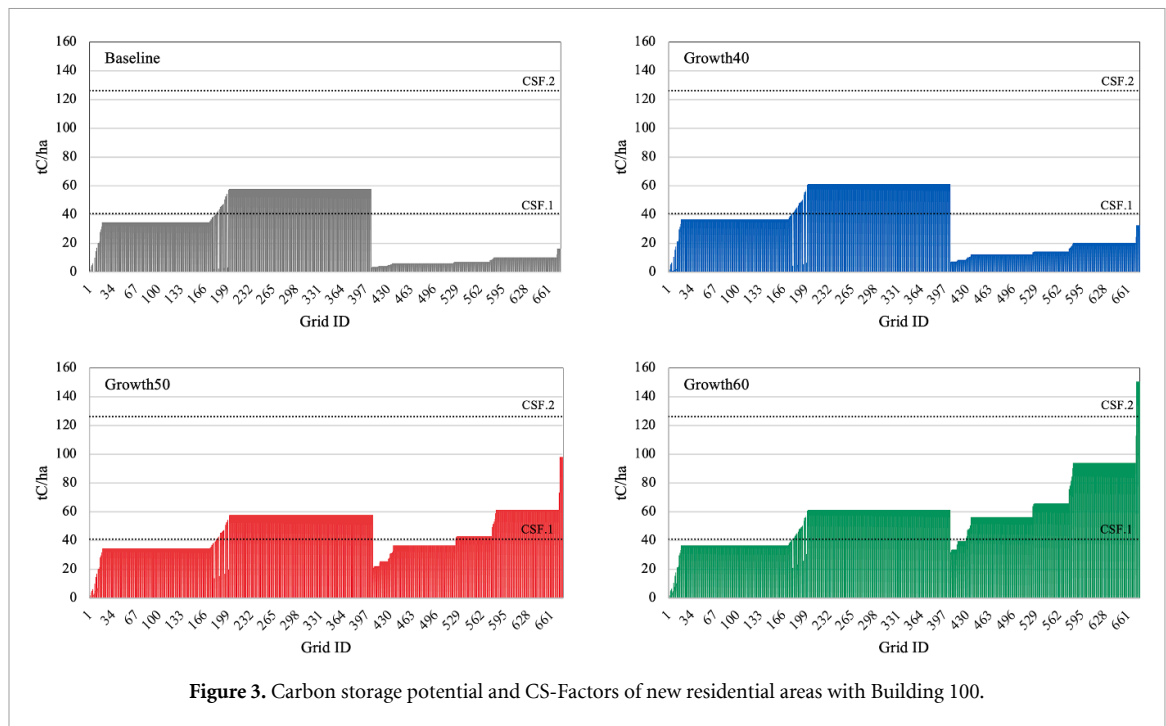 Baseline
160
140
120
100
80
60
40
20
0
tC/ha
CSF.2
CSF.1
1 34 67 100 133 166 199 232 265 298 331 364 397 430 463 496 529 562 595 628 661
Grid ID
Growth40
160
140
120
100
80
60
40
20
0
tC/ha
CSF.2
CSF.1
1 34 67 100 133 166 199 232 265 298 331 364 397 430 463 496 529 562 595 628 661
Grid ID
Growth50
160
140
120
100
80
60
40
20
0
tC/ha
CSF.2
CSF.1
1 34 67 100 133 166 199 232 265 298 331 364 397 430 463 496 529 562 595 628 661
Grid ID
Growth60
160
140
120
100
80
60
40
20
0
tC/ha
CSF.2
CSF.1
1 34 67 100 133 166 199 232 265 298 331 364 397 430 463 496 529 562 595 628 661
Grid ID
Figure 3. Carbon storage potential and CS-Factors of new residential areas with Building 100.